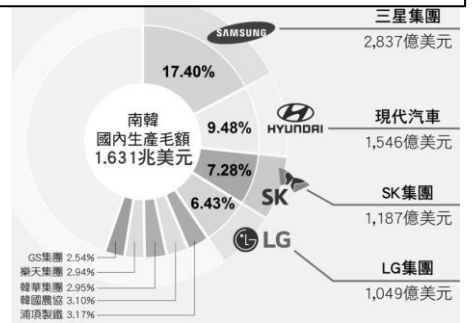 SAMSUNG
三星集團
2,837億美元
17.40%
南韓
國內生產毛額
1.631兆美元
9.48%
HYUNDAI
現代汽車
1,546億美元
7.28%
SK
SK集團
1,187億美元
6.43%
LG
LG集團
1,049億美元
GS集團 2.54%
樂天集團 2.94%
韓華集團 2.95%
韓國農協 3.10%
浦項製鐵 3.17%